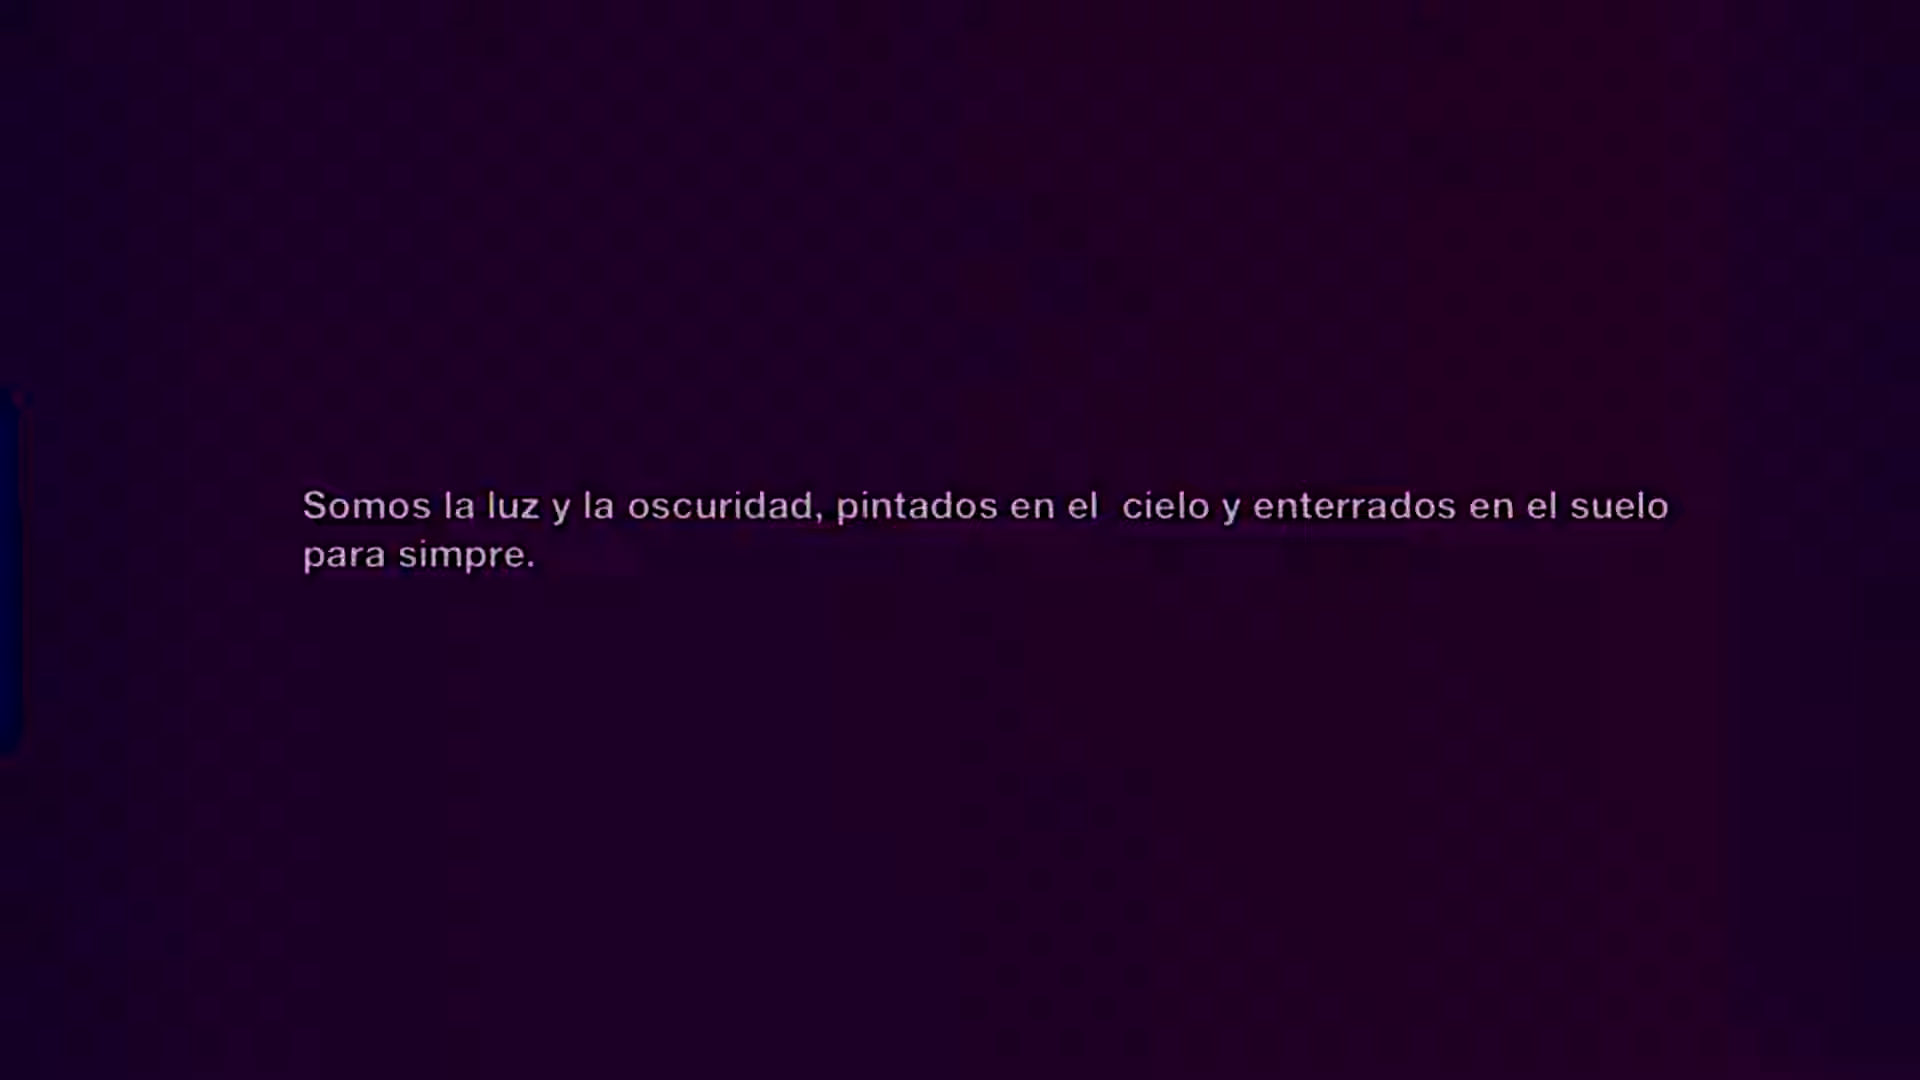 Somos la luz y la oscuridad, pintados en el cielo y enterrados en el suelo
para simpre.